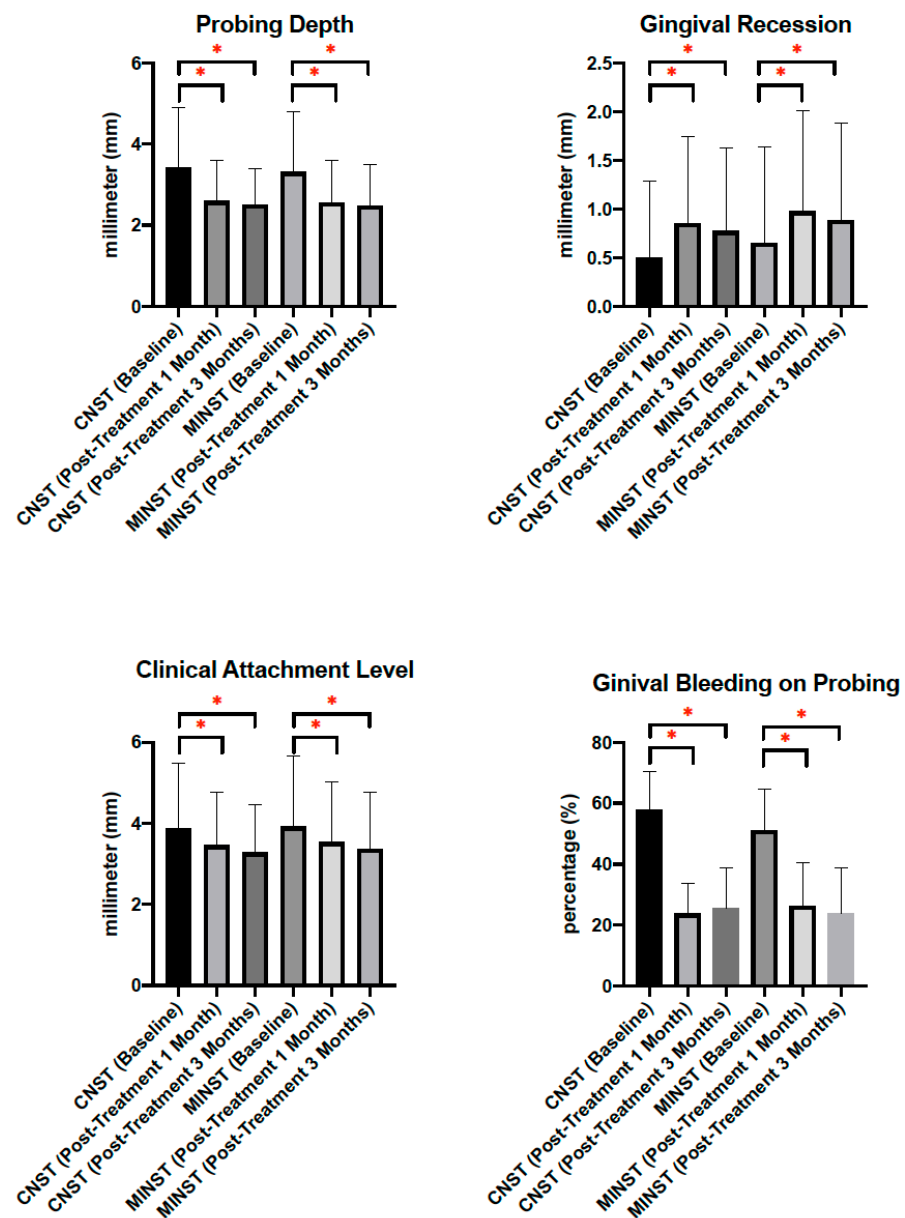 Probing Depth
*
*
*
*
6
4
2
0
millimeter (mm)
CNST (Baseline)
CNST (Post-Treatment 1 Month)
CNST (Post-Treatment 3 Months)
MINST (Baseline)
MINST (Post-Treatment 1 Month)
MINST (Post-Treatment 3 Months)
Gingival Recession
*
*
*
*
2.5
2.0
1.5
1.0
0.5
0.0
millimeter (mm)
CNST (Baseline)
CNST (Post-Treatment 1 Month)
CNST (Post-Treatment 3 Months)
MINST (Baseline)
MINST (Post-Treatment 1 Month)
MINST (Post-Treatment 3 Months)
Clinical Attachment Level
*
*
*
*
6
4
2
0
millimeter (mm)
CNST (Baseline)
CNST (Post-Treatment 1 Month)
CNST (Post-Treatment 3 Months)
MINST (Baseline)
MINST (Post-Treatment 1 Month)
MINST (Post-Treatment 3 Months)
Ginival Bleeding on Probing
*
*
*
*
80
60
40
20
0
percentage (%)
CNST (Baseline)
CNST (Post-Treatment 1 Month)
CNST (Post-Treatment 3 Months)
MINST (Baseline)
MINST (Post-Treatment 1 Month)
MINST (Post-Treatment 3 Months)